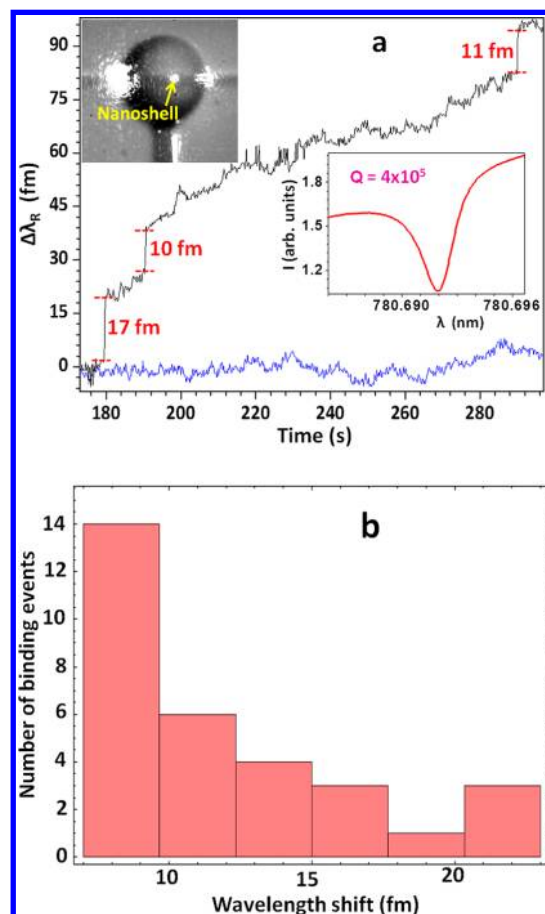 a
Nanoshell
11 fm
Q = 4x10⁵
10 fm
17 fm
Δλ_R (fm)
90
75
60
45
30
15
0
I (arb. units)
1.8
1.5
1.2
780.690
780.696
λ (nm)
180
200
220
240
260
280
Time (s)
b
Number of binding events
14
12
10
8
6
4
2
0
10
15
20
Wavelength shift (fm)